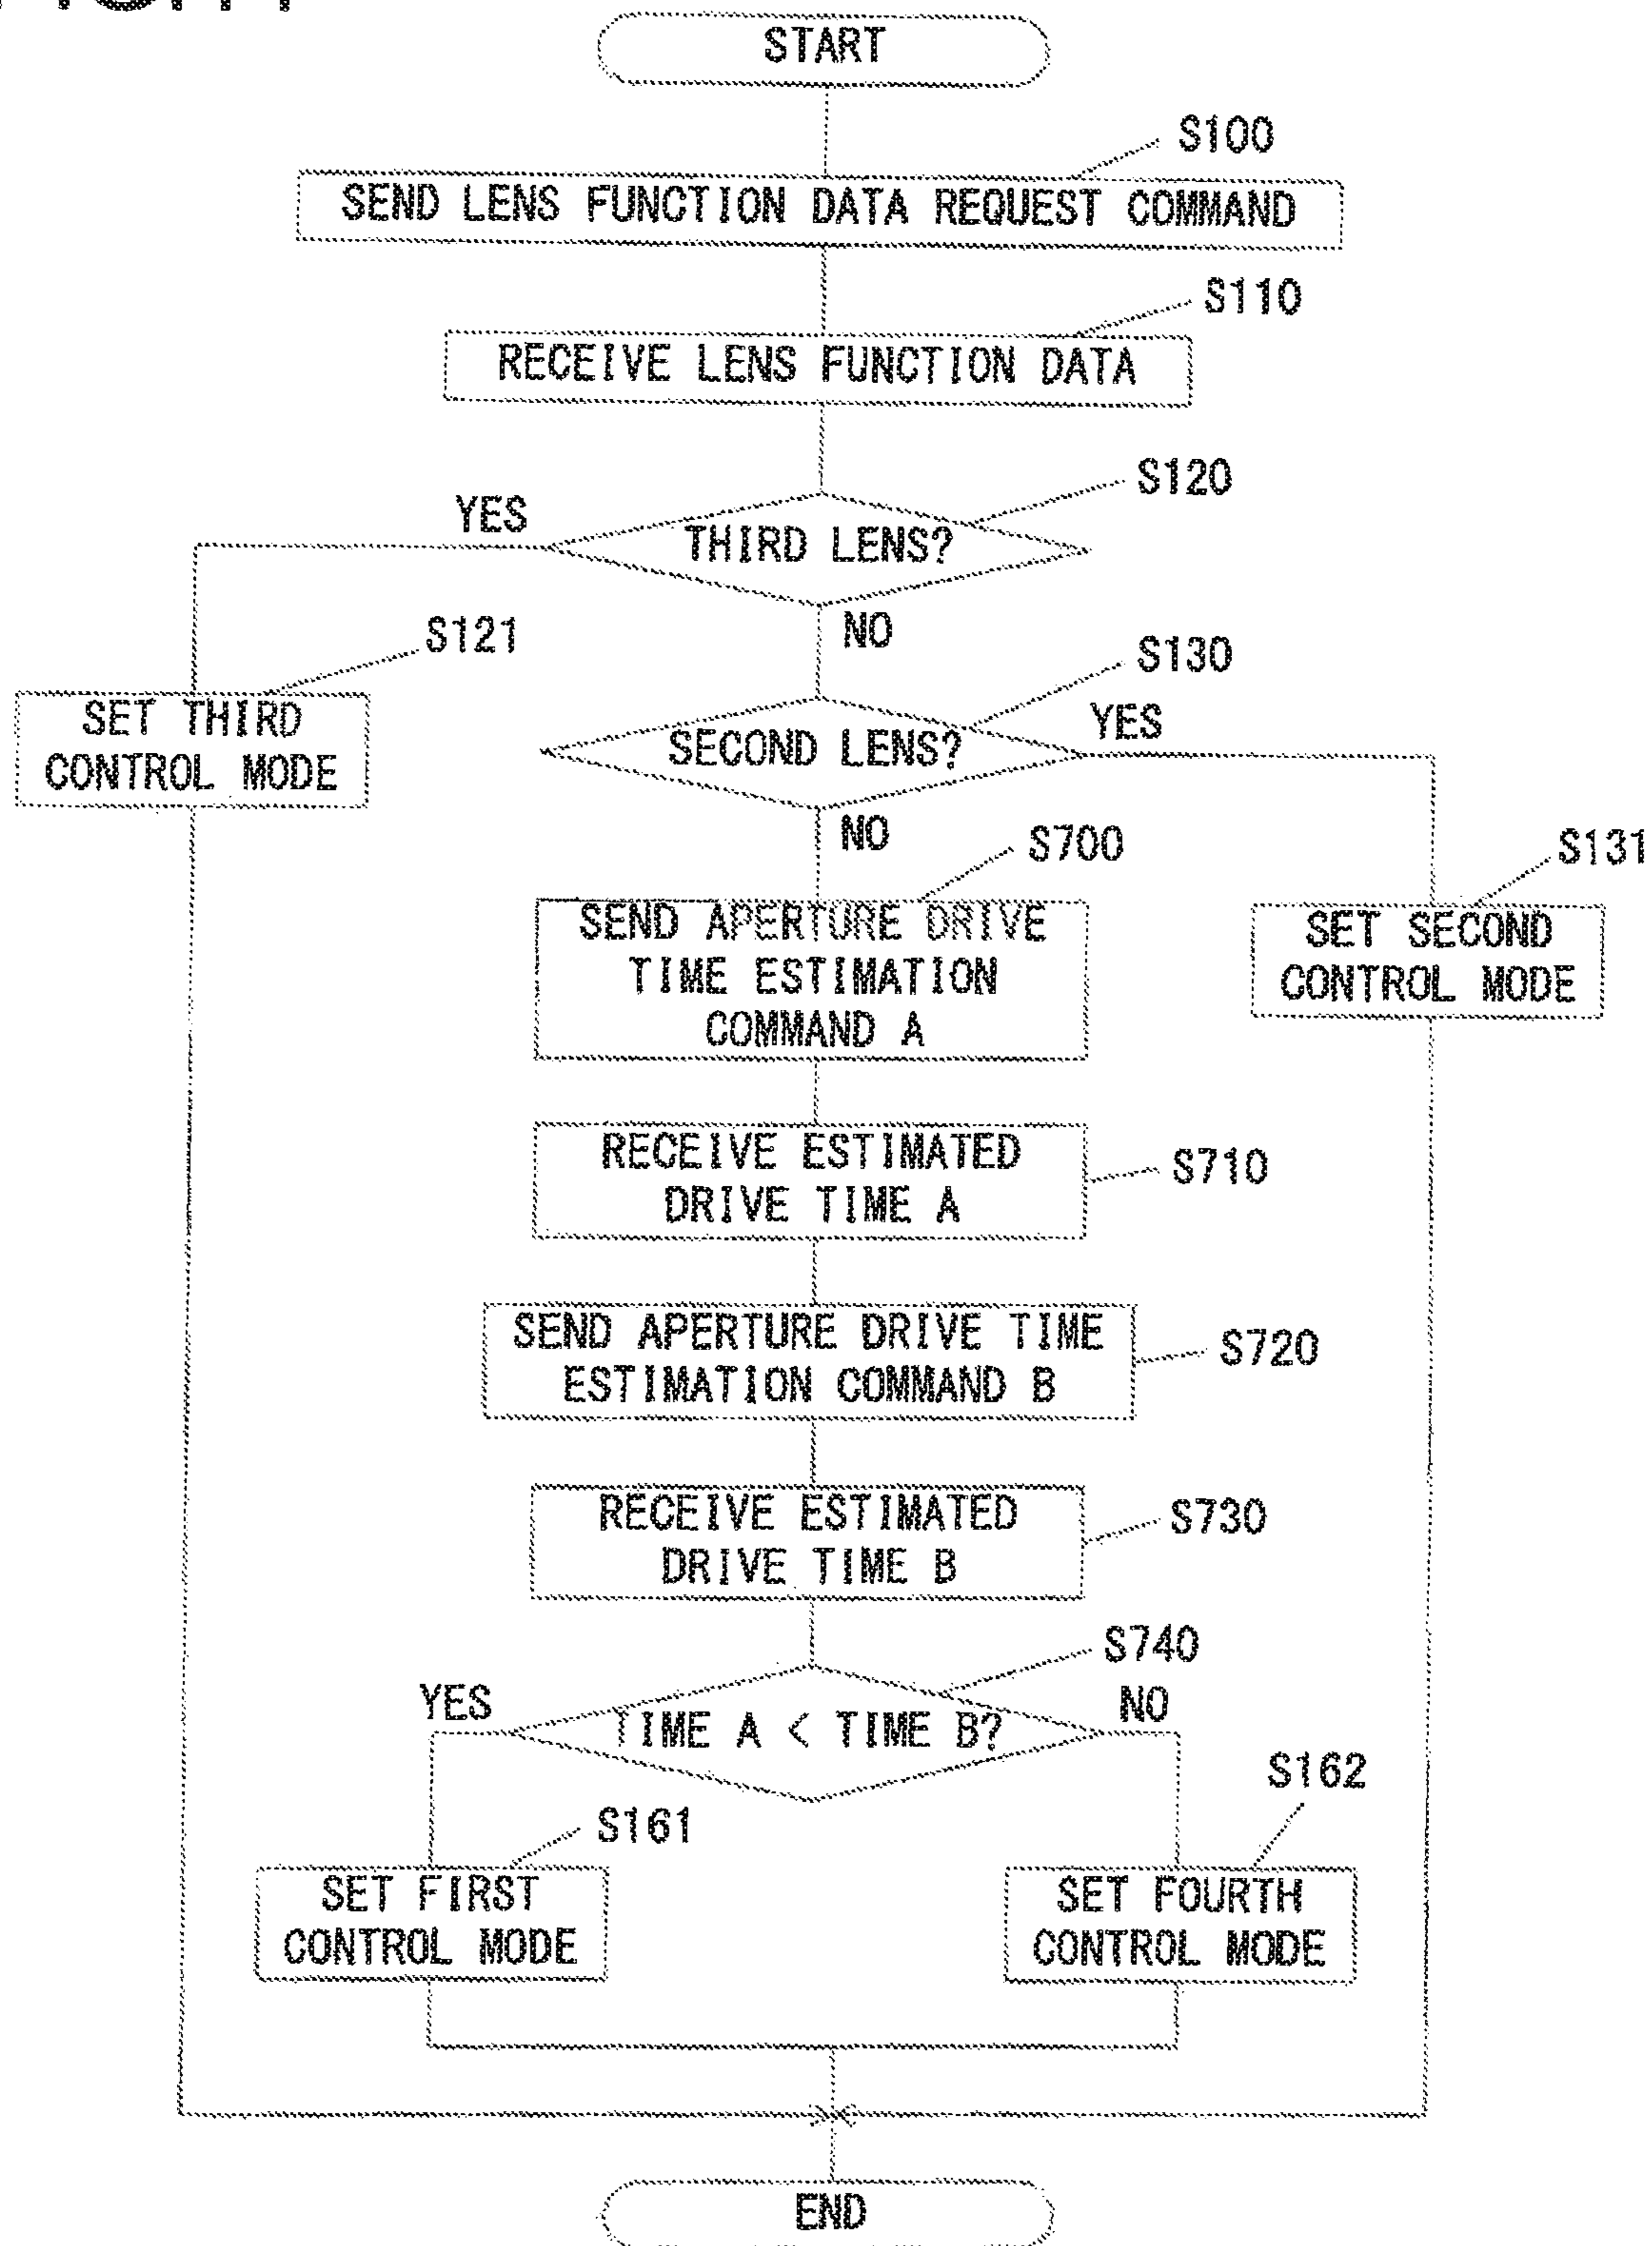 START
S100
SEND LENS FUNCTION DATA REQUEST COMMAND
S110
RECEIVE LENS FUNCTION DATA
S120
YES
THIRD LENS?
NO
S121
SET THIRD
CONTROL MODE
S130
YES
SECOND LENS?
NO
S131
SET SECOND
CONTROL MODE
S700
SEND APERTURE DRIVE
TIME ESTIMATION
COMMAND A
RECEIVE ESTIMATED
DRIVE TIME A
S710
SEND APERTURE DRIVE TIME
ESTIMATION COMMAND B
S720
RECEIVE ESTIMATED
DRIVE TIME B
S730
S740
YES
TIME A < TIME B?
NO
S161
SET FIRST
CONTROL MODE
S162
SET FOURTH
CONTROL MODE
END